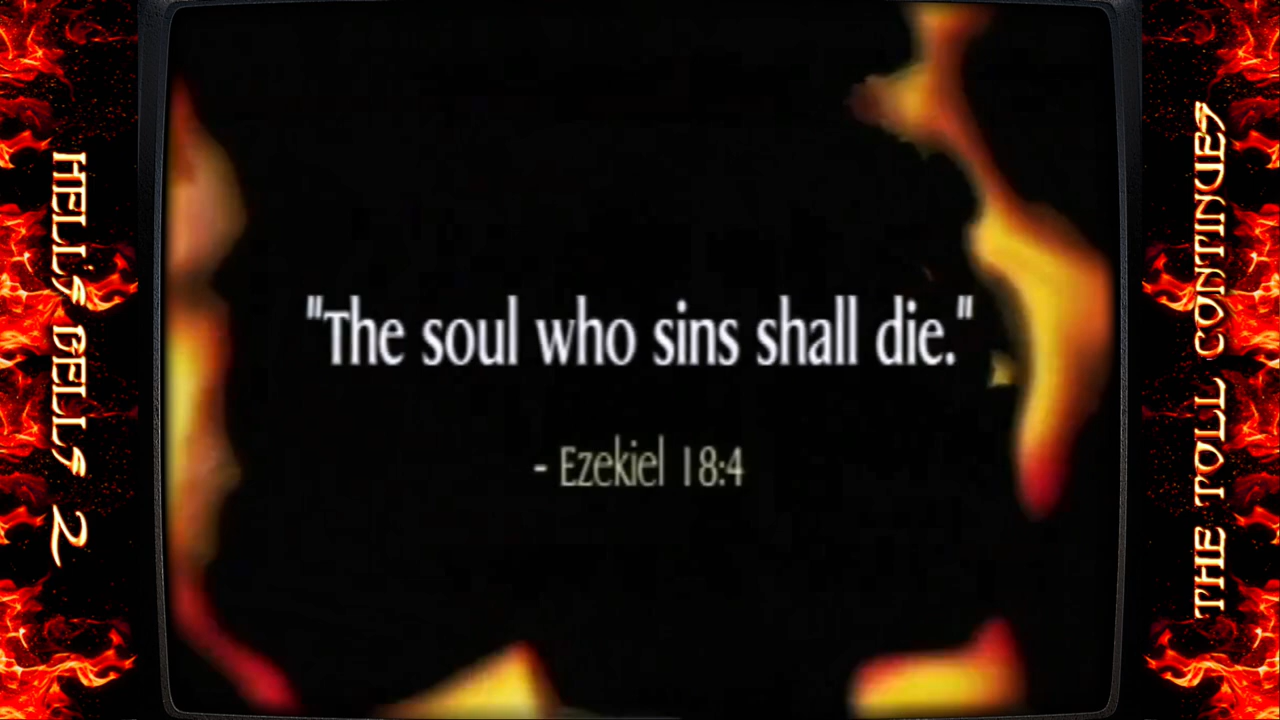 HELL'S BELLS 2
"The soul who sins shall die."
- Ezekiel 18:4
THE TOLL CONTINUES